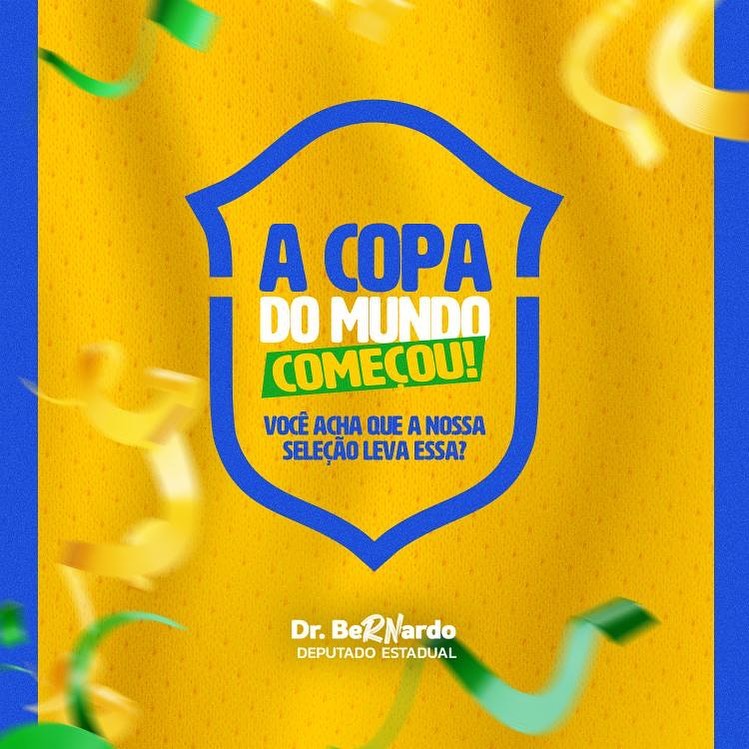 A COPA
DO MUNDO
COMEÇOU!
VOCÊ ACHA QUE A NOSSA
SELEÇÃO LEVA ESSA?
Dr. BeRNardo
DEPUTADO ESTADUAL